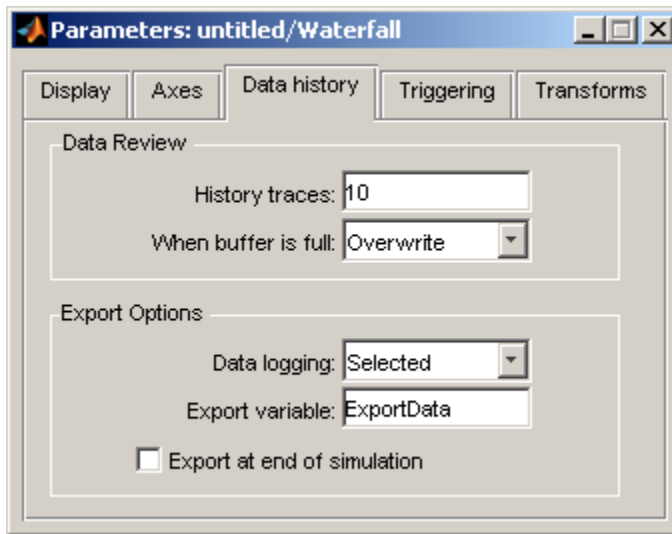 Parameters: untitled/Waterfall
Display Axes Data history Triggering Transforms
Data Review
History traces: 10
When buffer is full: Overwrite
Export Options
Data logging: Selected
Export variable: ExportData
Export at end of simulation